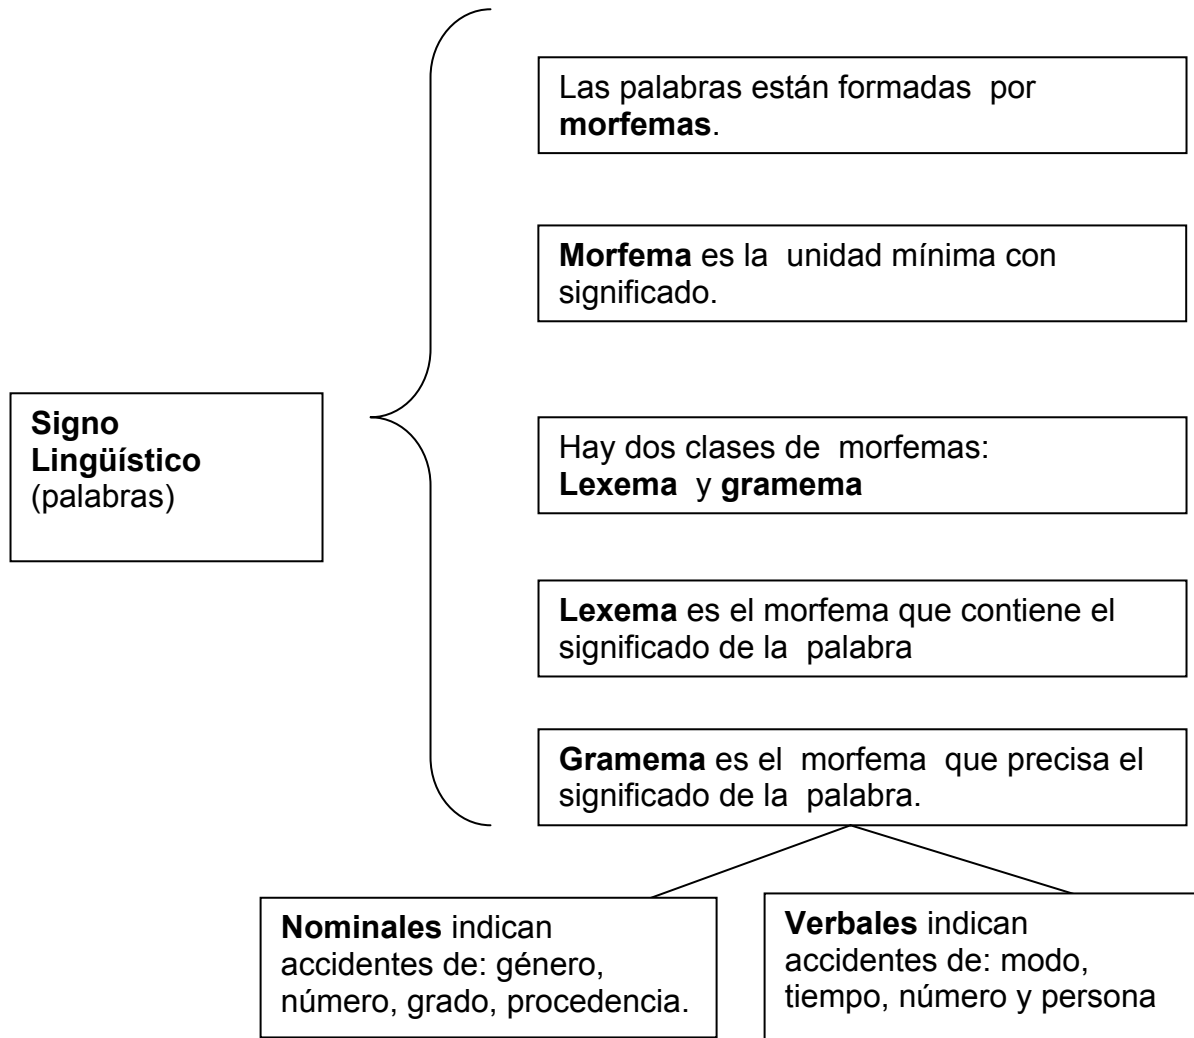 Las palabras están formadas por
morfemas.
Morfema es la unidad mínima con
significado.
Signo
Lingüístico
(palabras)
Hay dos clases de morfemas:
Lexema y gramema
Lexema es el morfema que contiene el
significado de la palabra
Gramema es el morfema que precisa el
significado de la palabra.
Nominales indican
accidentes de: género,
número, grado, procedencia.
Verbales indican
accidentes de: modo,
tiempo, número y persona